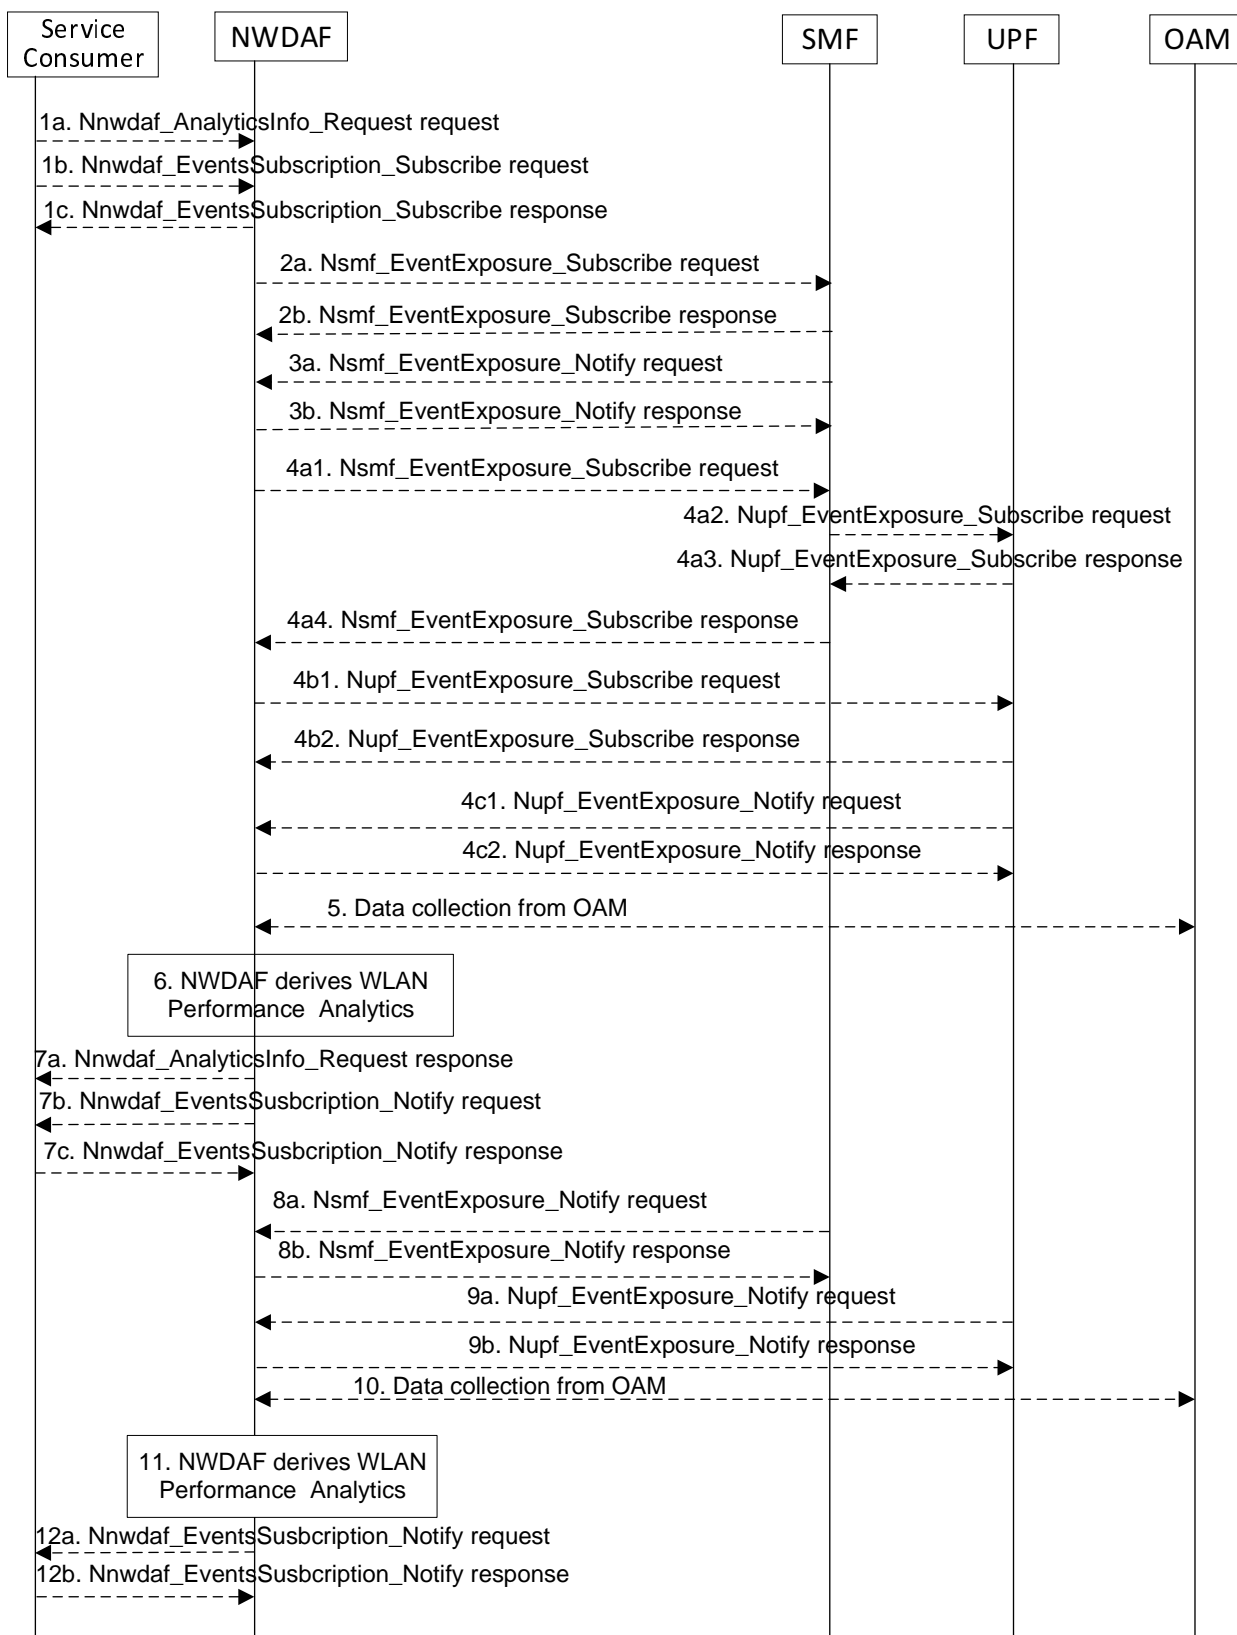 Service
Consumer
NWDAF
SMF
UPF
OAM
1a. Nnwdaf_AnalyticsInfo_Request request
1b. Nnwdaf_EventsSubscription_Subscribe request
1c. Nnwdaf_EventsSubscription_Subscribe response
2a. Nsmf_EventExposure_Subscribe request
2b. Nsmf_EventExposure_Subscribe response
3a. Nsmf_EventExposure_Notify request
3b. Nsmf_EventExposure_Notify response
4a1. Nsmf_EventExposure_Subscribe request
4a2. Nupf_EventExposure_Subscribe request
4a3. Nupf_EventExposure_Subscribe response
4a4. Nsmf_EventExposure_Subscribe response
4b1. Nupf_EventExposure_Subscribe request
4b2. Nupf_EventExposure_Subscribe response
4c1. Nupf_EventExposure_Notify request
4c2. Nupf_EventExposure_Notify response
5. Data collection from OAM
6. NWDAF derives WLAN
Performance Analytics
7a. Nnwdaf_AnalyticsInfo_Request response
7b. Nnwdaf_EventsSusbcription_Notify request
7c. Nnwdaf_EventsSusbcription_Notify response
8a. Nsmf_EventExposure_Notify request
8b. Nsmf_EventExposure_Notify response
9a. Nupf_EventExposure_Notify request
9b. Nupf_EventExposure_Notify response
10. Data collection from OAM
11. NWDAF derives WLAN
Performance Analytics
12a. Nnwdaf_EventsSusbcription_Notify request
12b. Nnwdaf_EventsSusbcription_Notify response